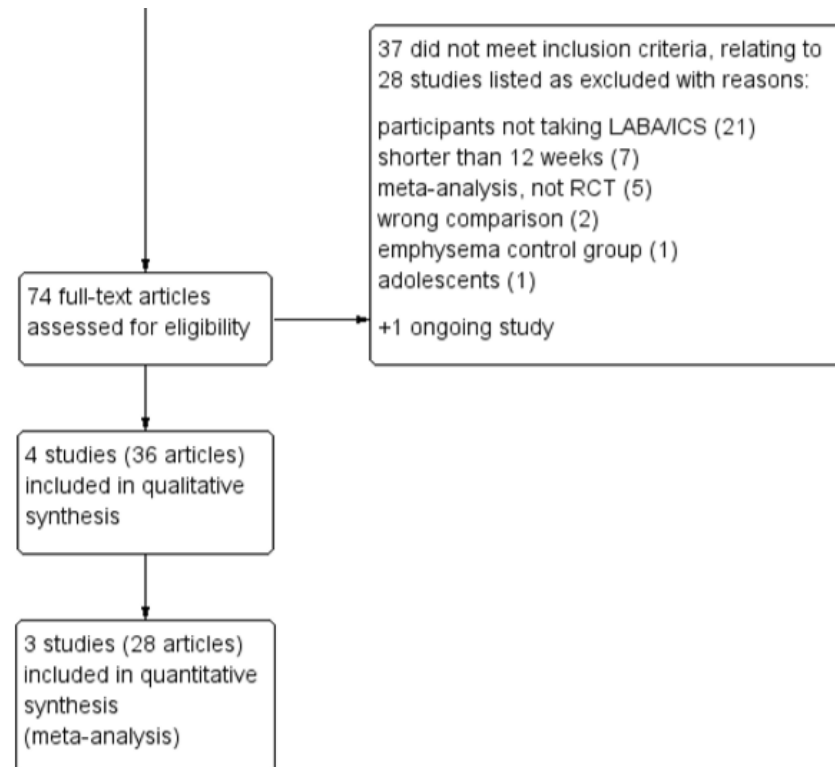 37 did not meet inclusion criteria, relating to
28 studies listed as excluded with reasons:
participants not taking LABA/ICS (21)
shorter than 12 weeks (7)
meta-analysis, not RCT (5)
wrong comparison (2)
emphysema control group (1)
adolescents (1)
+1 ongoing study
74 full-text articles
assessed for eligibility
4 studies (36 articles)
included in qualitative
synthesis
3 studies (28 articles)
included in quantitative
synthesis
(meta-analysis)